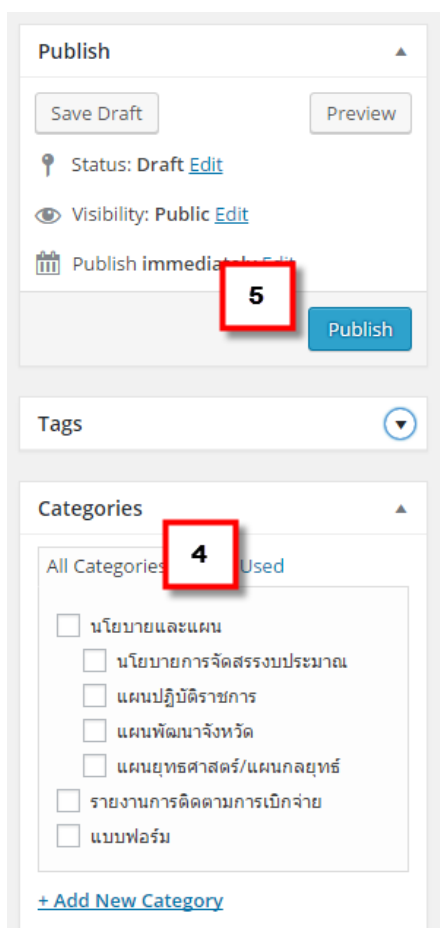 Publish
Save Draft Preview
Status: Draft Edit
Visibility: Public Edit
Publish
5
Publish
Tags
Categories
4
All Categories Used
นโยบายและแผน
นโยบายการจัดสรรงบประมาณ
แผนปฏิบัติราชการ
แผนพัฒนาจังหวัด
แผนยุทธศาสตร์/แผนกลยุทธ์
รายงานการติดตามการเบิกจ่าย
แบบฟอร์ม
+ Add New Category